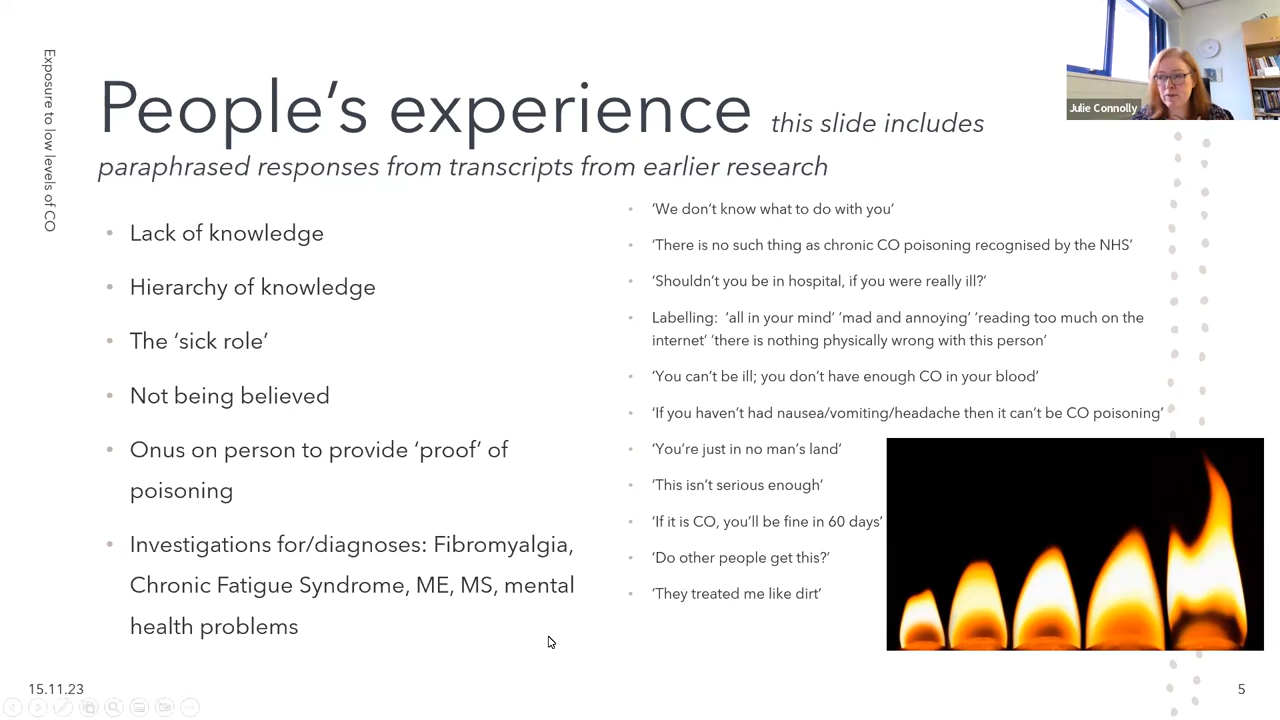 Exposure to low levels of CO
People's experience this slide includes
paraphrased responses from transcripts from earlier research
Lack of knowledge
Hierarchy of knowledge
The 'sick role'
Not being believed
Onus on person to provide 'proof' of
poisoning
Investigations for/diagnoses: Fibromyalgia,
Chronic Fatigue Syndrome, ME, MS, mental
health problems
'We don't know what to do with you'
'There is no such thing as chronic CO poisoning recognised by the NHS'
'Shouldn't you be in hospital, if you were really ill?'
Labelling:  'all in your mind' 'mad and annoying' 'reading too much on the
internet' 'there is nothing physically wrong with this person'
'You can't be ill; you don't have enough CO in your blood'
'If you haven't had nausea/vomiting/headache then it can't be CO poisoning'
'You're just in no man's land'
'This isn't serious enough'
'If it is CO, you'll be fine in 60 days'
'Do other people get this?'
'They treated me like dirt'
Julie Connolly
15.11.23
5